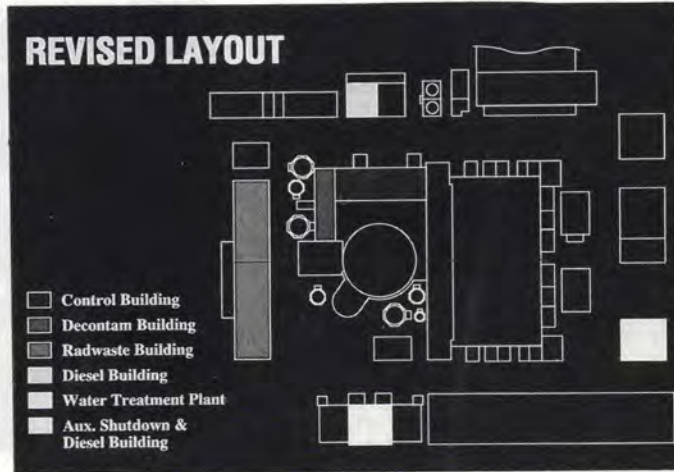 REVISED LAYOUT
Control Building
Decontam Building
Radwaste Building
Diesel Building
Water Treatment Plant
Aux. Shutdown &
Diesel Building